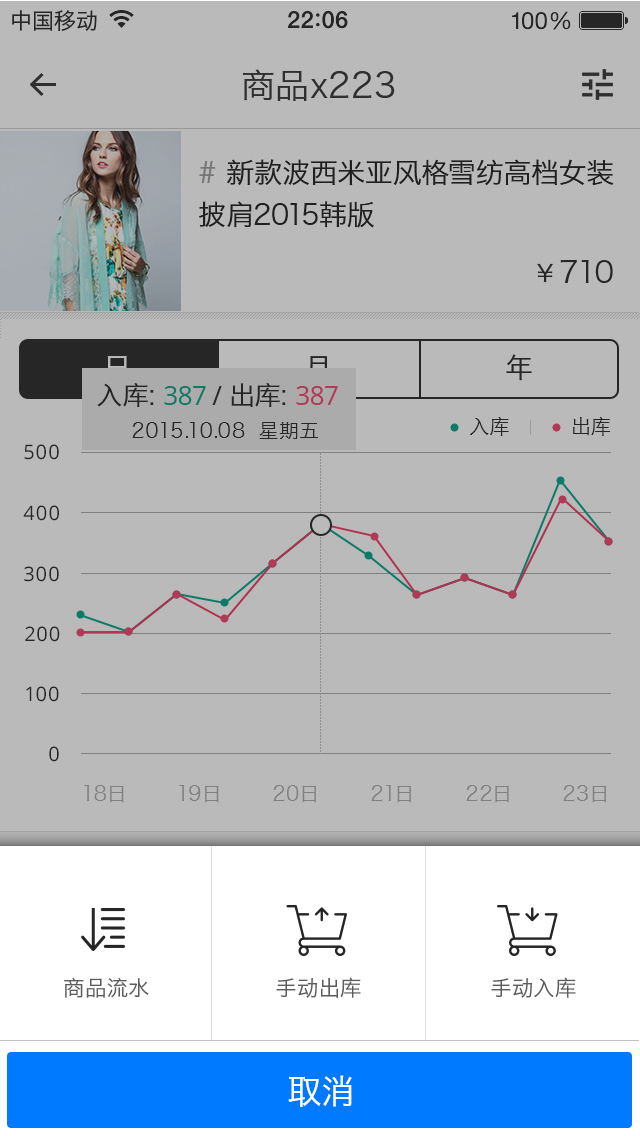 中国移动 22:06 100%
商品x223
# 新款波西米亚风格雪纺高档女装
披肩2015韩版
¥710
月 年
入库: 387 / 出库: 387
2015.10.08 星期五
入库 出库
500
400
300
200
100
0
18日 19日 20日 21日 22日 23日
商品流水 手动出库 手动入库
取消